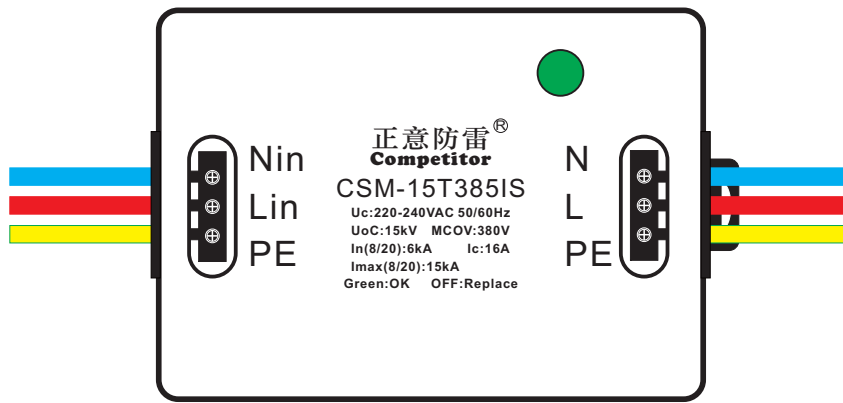 正意防雷®
Competitor
CSM-15T385IS
Uc:220-240VAC 50/60Hz
UoC:15kV MCOV:380V
In(8/20):6kA Ic:16A
Imax(8/20):15kA
Green:OK OFF:Replace
Nin
Lin
PE
N
L
PE